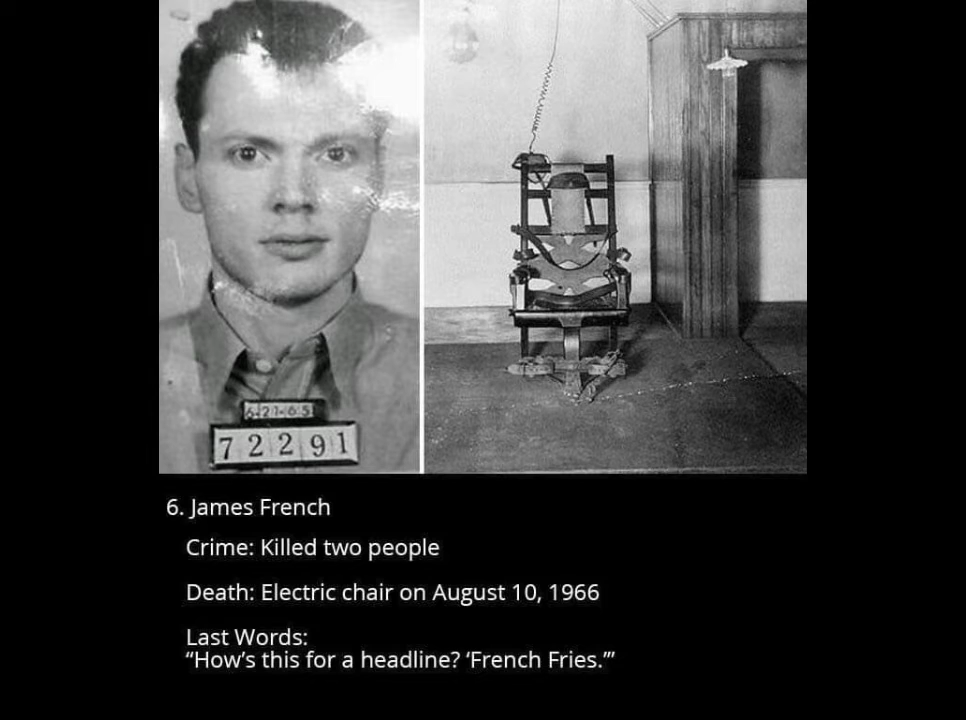 6-21-65
72291
6. James French
Crime: Killed two people
Death: Electric chair on August 10, 1966
Last Words:
“How’s this for a headline? ‘French Fries.’”